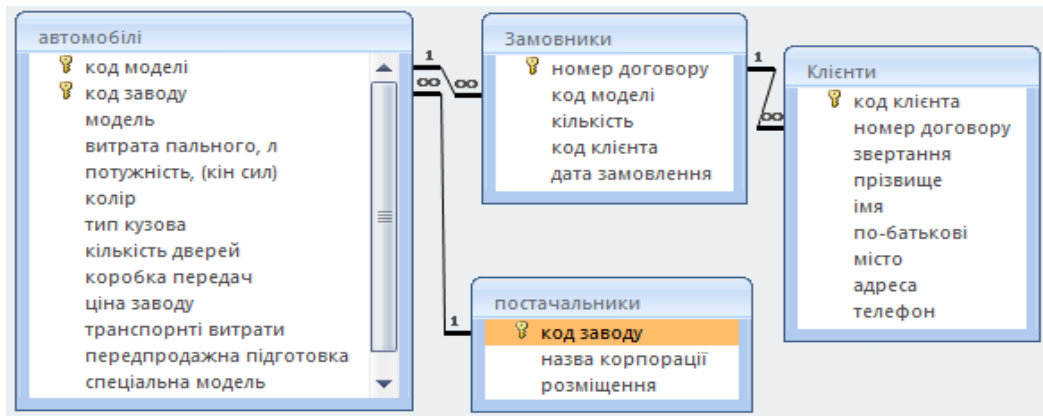 автомобілі
код моделі
код заводу
модель
витрата пального, л
потужність, (кін сил)
колір
тип кузова
кількість дверей
коробка передач
ціна заводу
транспорнті витрати
передпродажна підготовка
спеціальна модель
1
∞
∞
Замовники
номер договору
код моделі
кількість
код клієнта
дата замовлення
1
∞
Клієнти
код клієнта
номер договору
звертання
прізвище
імя
по-батькові
місто
адреса
телефон
1
постачальники
код заводу
назва корпорації
розміщення